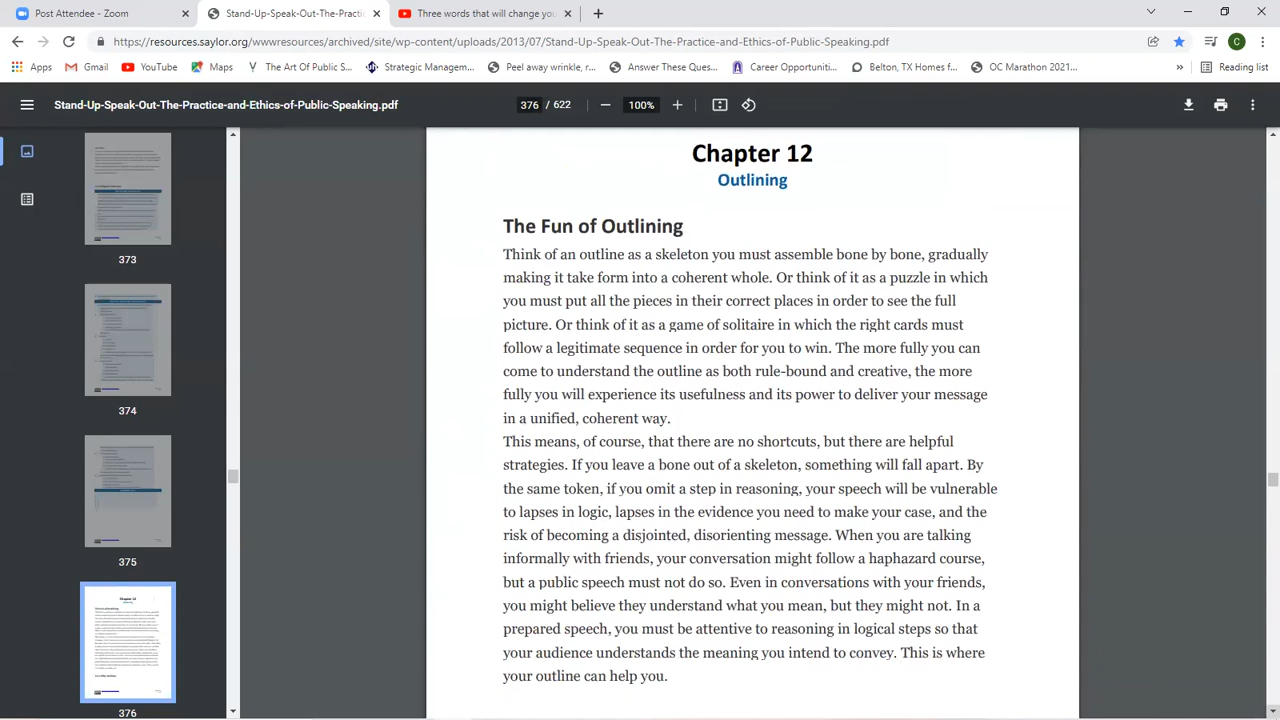 Post Attendee - Zoom
Stand-Up-Speak-Out-The-Practice-
Three words that will change you
https://resources.saylor.org/wwwresources/archived/site/wp-content/uploads/2013/07/Stand-Up-Speak-Out-The-Practice-and-Ethics-of-Public-Speaking.pdf
C
Apps
Gmail
YouTube
Maps
The Art Of Public S...
Strategic Managem...
Peel away wrinkle, r...
Answer These Que...
Career Opportuni...
Belton, TX Homes f...
OC Marathon 2021...
»
Reading list
Stand-Up-Speak-Out-The-Practice-and-Ethics-of-Public-Speaking.pdf
376 / 622
100%
373
374
375
376
Chapter 12
Outlining
The Fun of Outlining
Think of an outline as a skeleton you must assemble bone by bone, gradually
making it take form into a coherent whole. Or think of it as a puzzle in which
you must put all the pieces in their correct places in order to see the full
picture. Or think of it as a game of solitaire in which the right cards must
follow a legitimate sequence in order for you to win. The more fully you can
come to understand the outline as both rule-bound and creative, the more
fully you will experience its usefulness and its power to deliver your message
in a unified, coherent way.
This means, of course, that there are no shortcuts, but there are helpful
strategies. If you leave a bone out of a skeleton, something will fall apart. By
the same token, if you omit a step in reasoning, your speech will be vulnerable
to lapses in logic, lapses in the evidence you need to make your case, and the
risk of becoming a disjointed, disorienting message. When you are talking
informally with friends, your conversation might follow a haphazard course,
but a public speech must not do so. Even in conversations with your friends,
you might believe they understand what you mean, but they might not. In a
prepared speech, you must be attentive to reasoning in logical steps so that
your audience understands the meaning you intend to convey. This is where
your outline can help you.